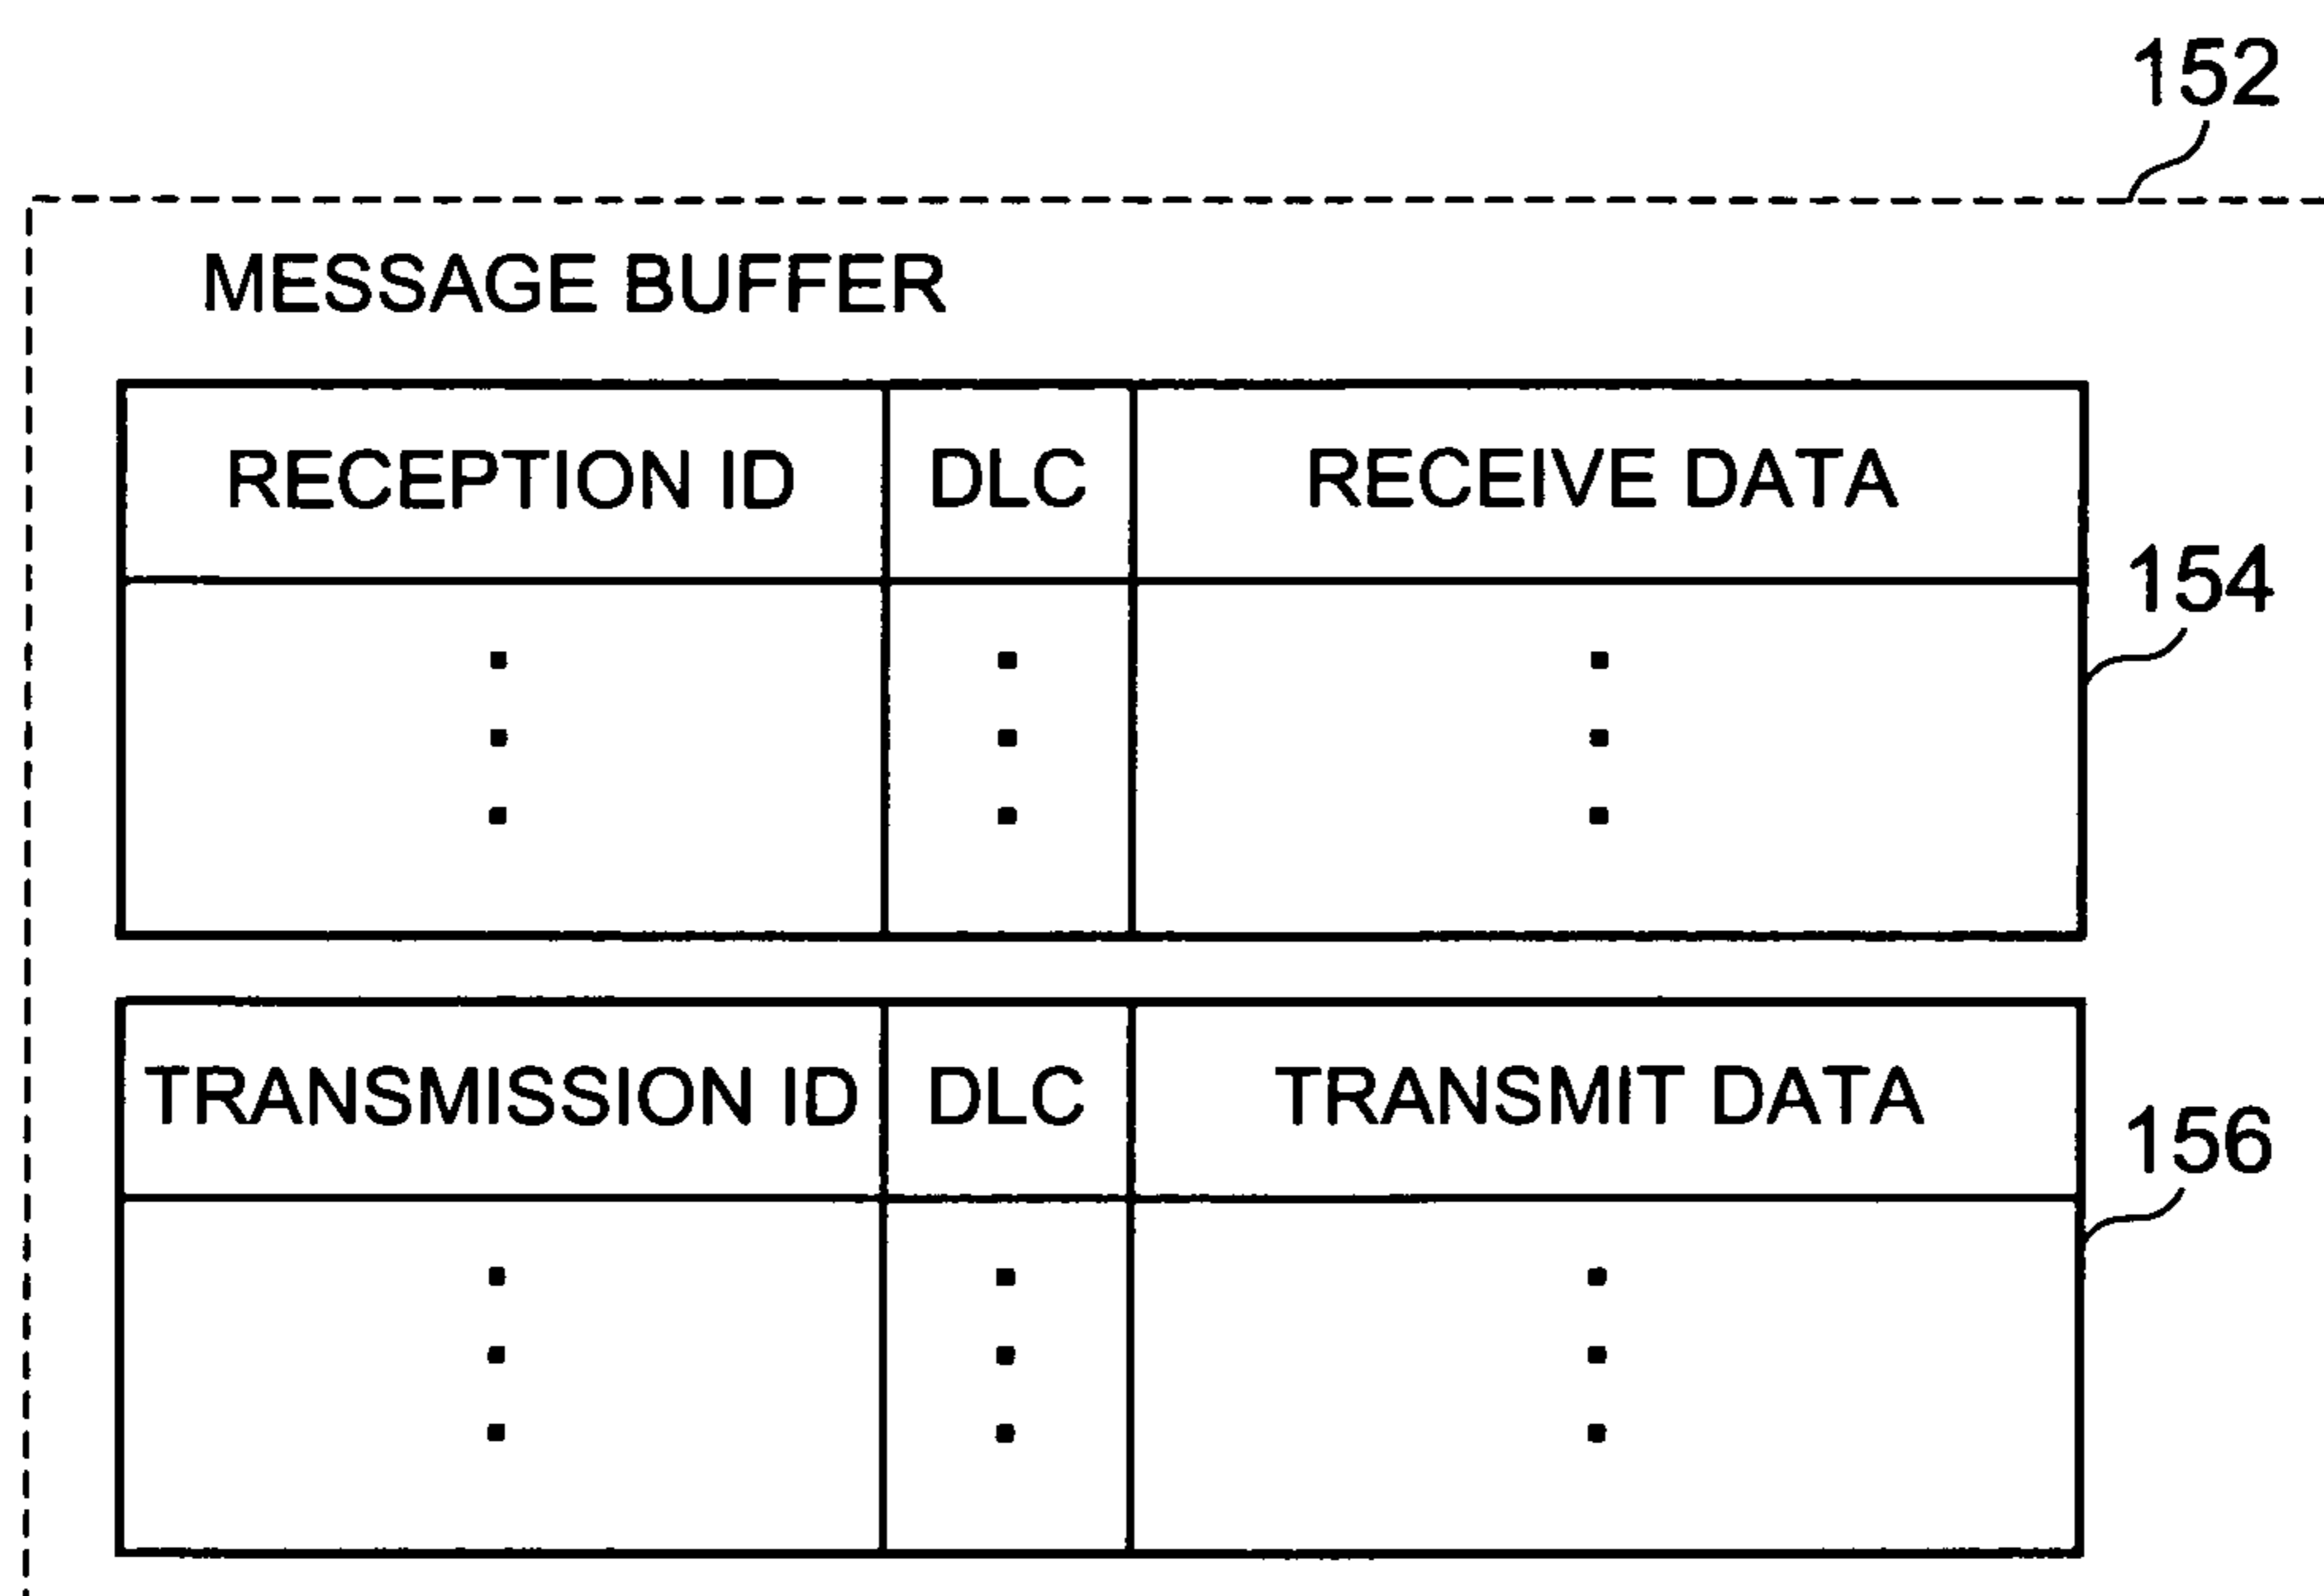 152
MESSAGE BUFFER
RECEPTION ID DLC RECEIVE DATA
154
TRANSMISSION ID DLC TRANSMIT DATA
156